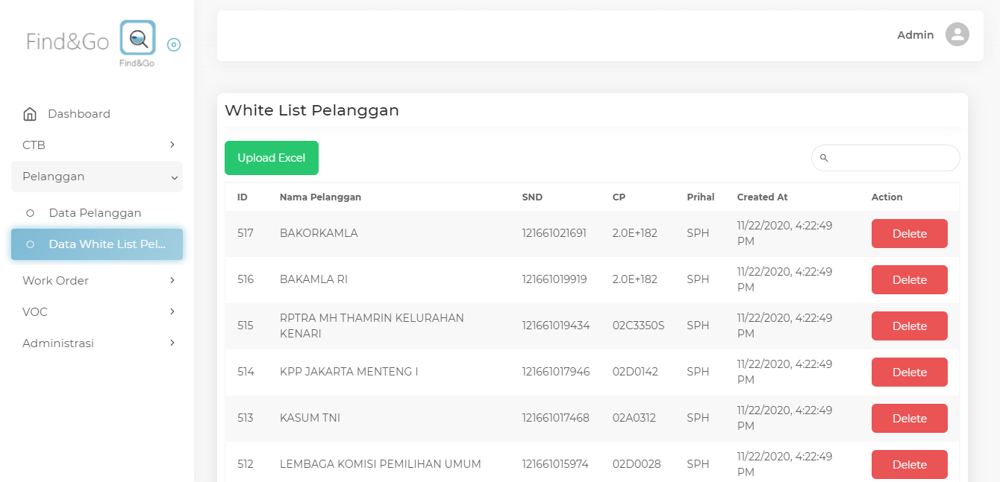 Find&Go
Find&Go
Admin
Dashboard
CTB
Pelanggan
Data Pelanggan
Data White List Pel...
Work Order
VOC
Administrasi
White List Pelanggan
Upload Excel
ID Nama Pelanggan SND CP Prihal Created At Action
517 BAKORKAMLA 121661021691 2.0E+182 SPH 11/22/2020, 4:22:49 PM Delete
516 BAKAMLA RI 121661019919 2.0E+182 SPH 11/22/2020, 4:22:49 PM Delete
515 RPTRA MH THAMRIN KELURAHAN KENARI 121661019434 02C3350S SPH 11/22/2020, 4:22:49 PM Delete
514 KPP JAKARTA MENTENG I 121661017946 02D0142 SPH 11/22/2020, 4:22:49 PM Delete
513 KASUM TNI 121661017468 02A0312 SPH 11/22/2020, 4:22:49 PM Delete
512 LEMBAGA KOMISI PEMILIHAN UMUM 121661015974 02D0028 SPH 11/22/2020, 4:22:49 PM Delete